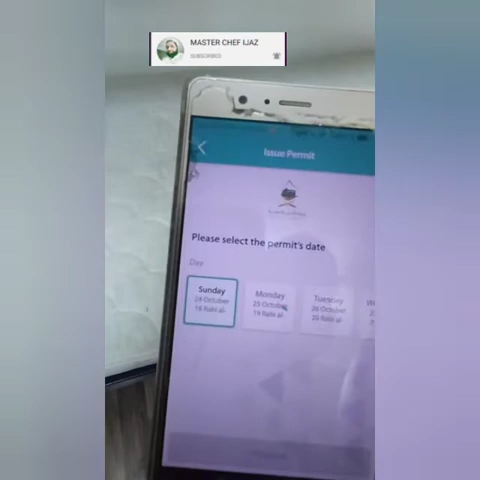 MASTER CHEF IJAZ
SUBSCRIBED
Issue Permit
Please select the permit's date
Day
Sunday
24 October
18 Rabi al-
Monday
25 October
19 Rabi al-
Tuesday
26 October
20 Rabi al-